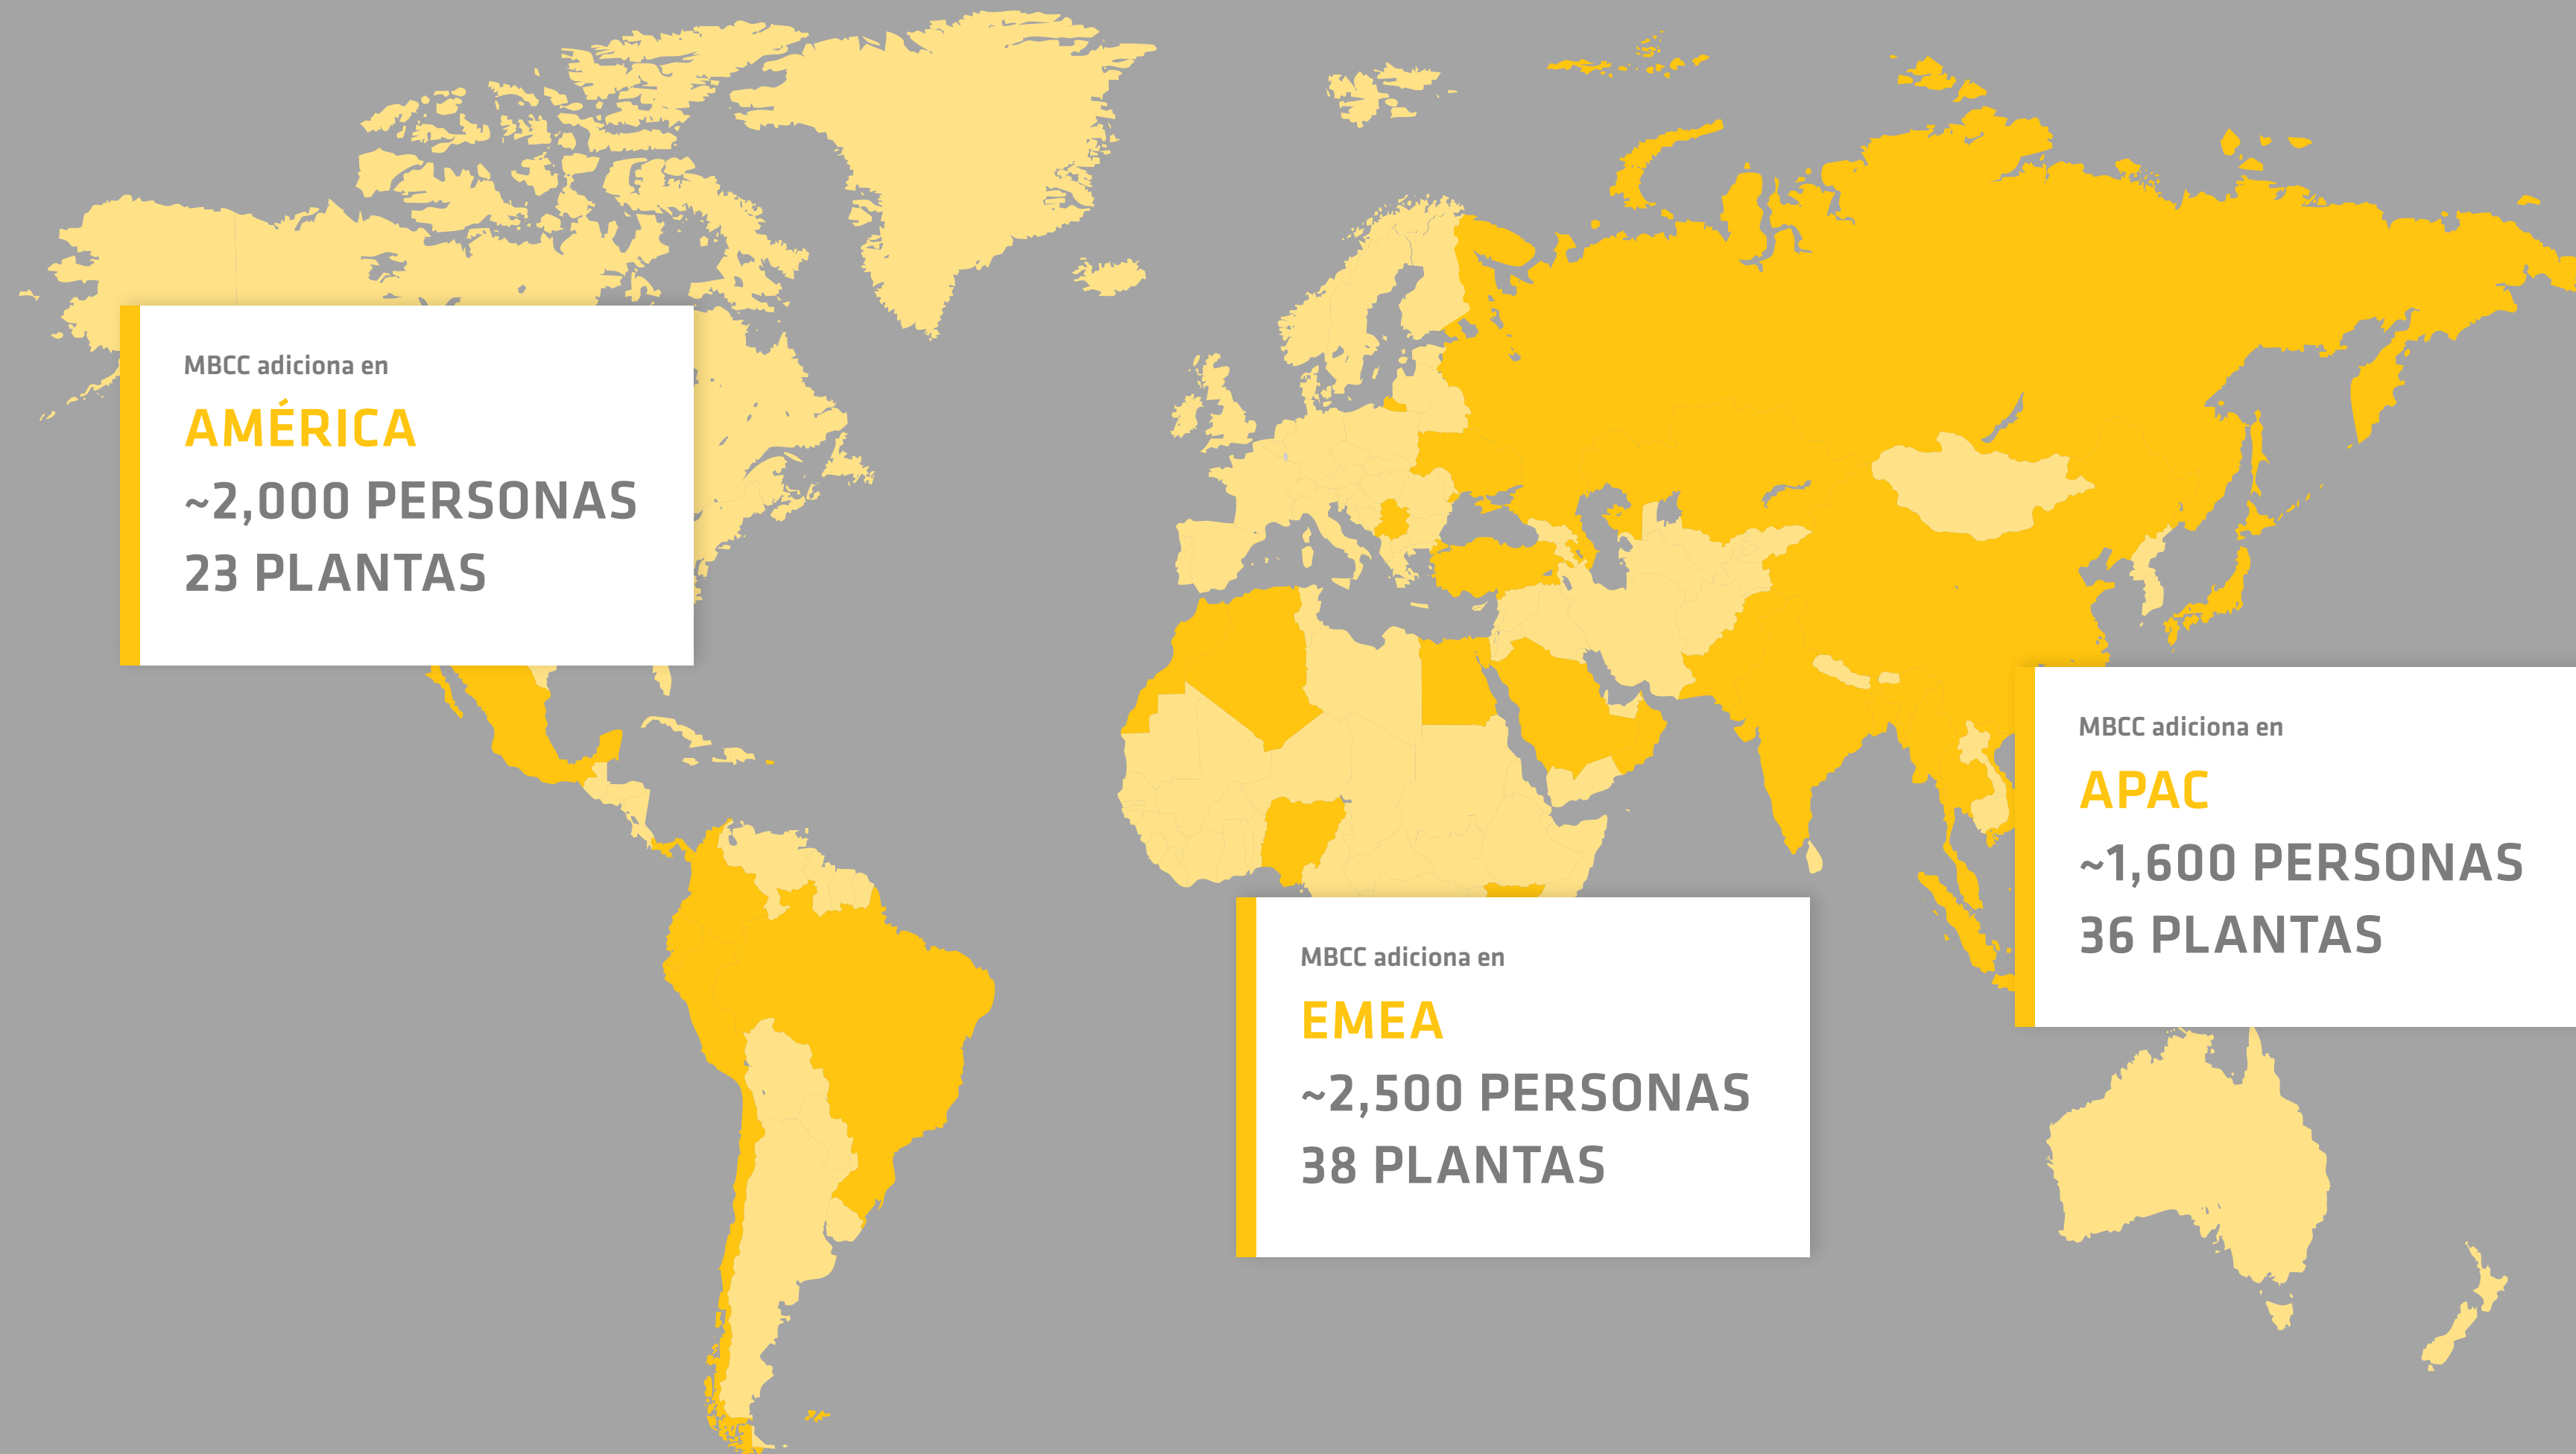 MBCC adiciona en
AMÉRICA
~2,000 PERSONAS
23 PLANTAS
MBCC adiciona en
APAC
~1,600 PERSONAS
36 PLANTAS
MBCC adiciona en
EMEA
~2,500 PERSONAS
38 PLANTAS